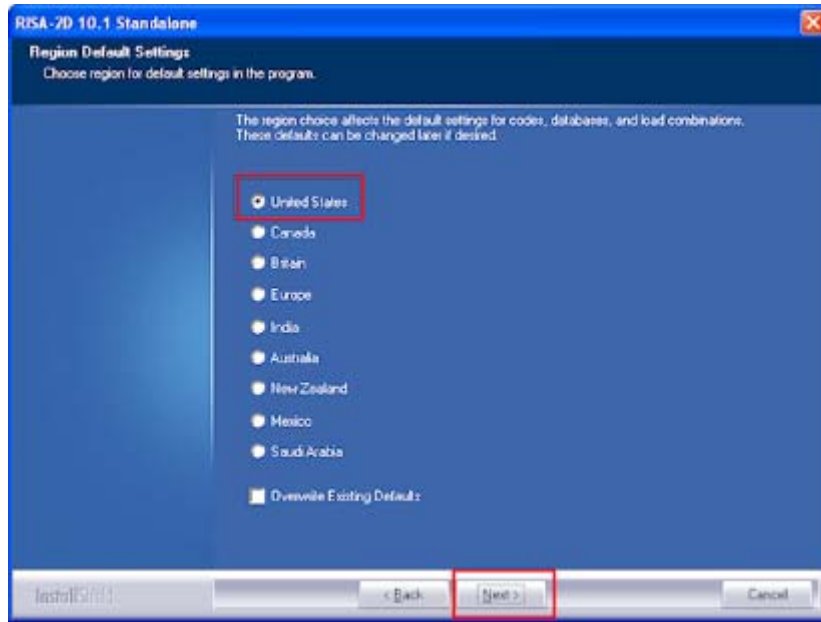 RISA-2D 10.1 Standalone
Region Default Settings
Choose region for default settings in the program.
The region choice affects the default settings for codes, databases, and load combinations.
These defaults can be changed later if desired.
United States
Canada
Britain
Europe
India
Australia
New Zealand
Mexico
Saudi Arabia
Overwrite Existing Defaults
InstallShield
< Back
Next >
Cancel